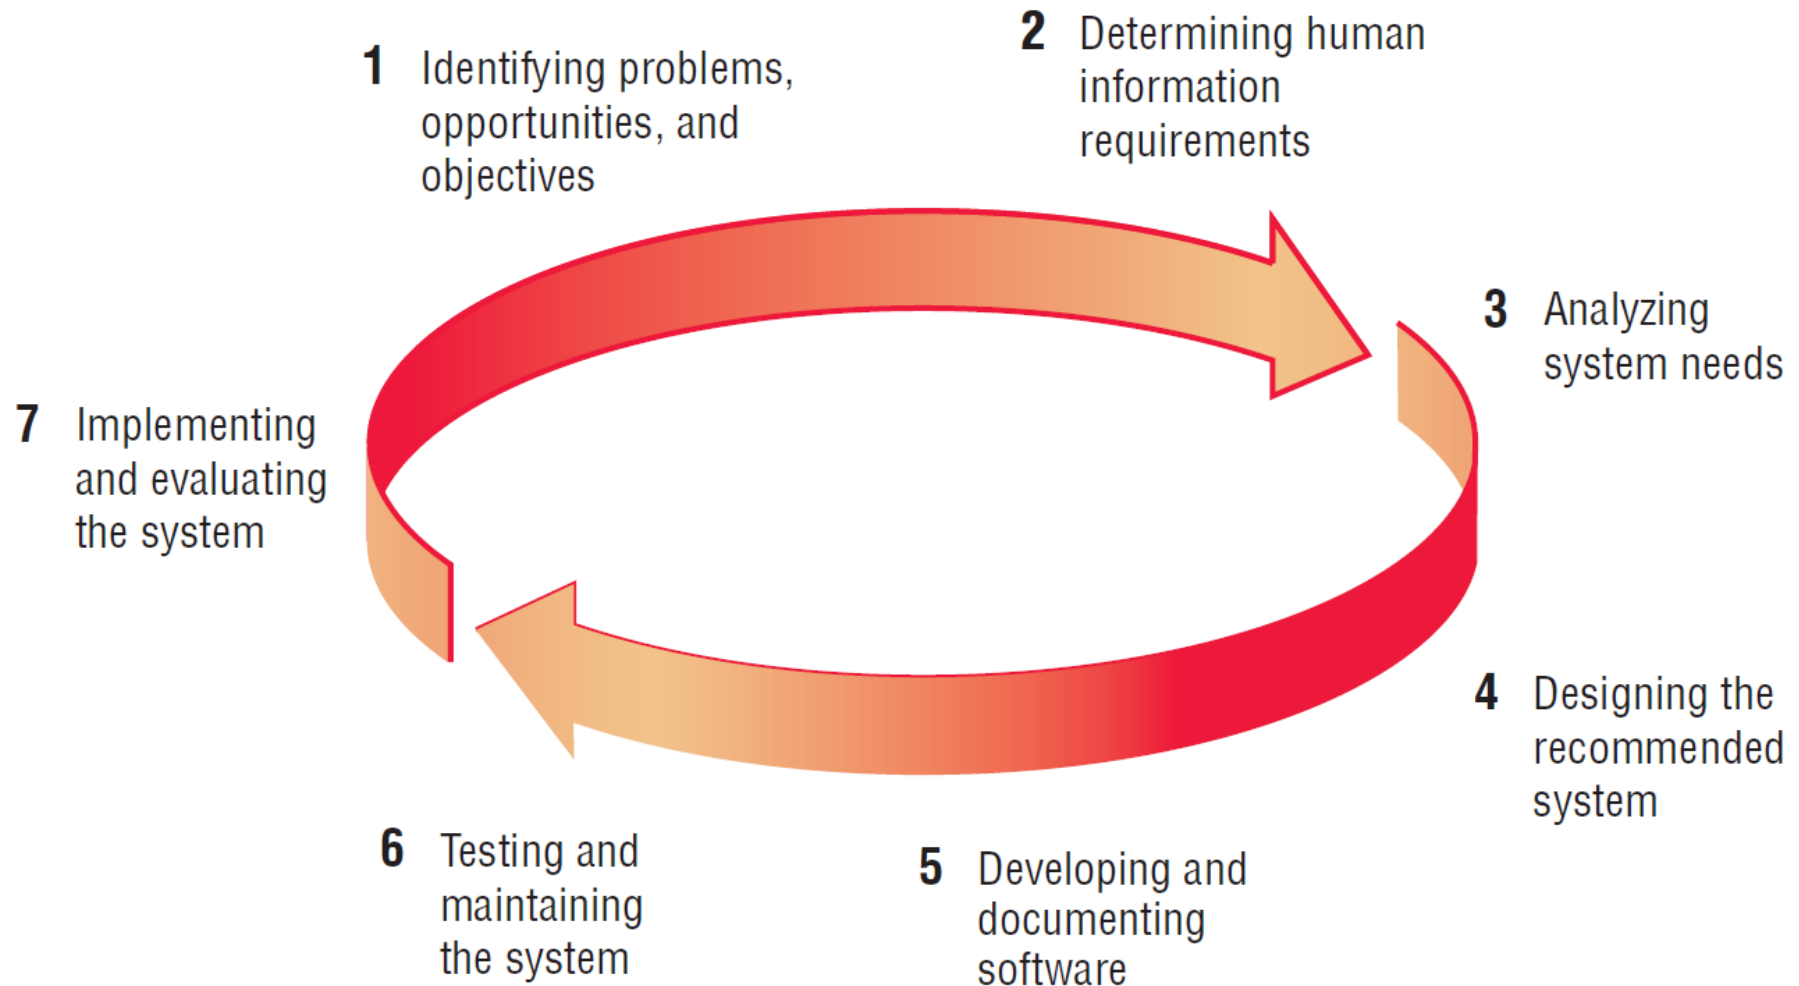 1 Identifying problems,
opportunities, and
objectives
2 Determining human
information
requirements
3 Analyzing
system needs
4 Designing the
recommended
system
5 Developing and
documenting
software
6 Testing and
maintaining
the system
7 Implementing
and evaluating
the system